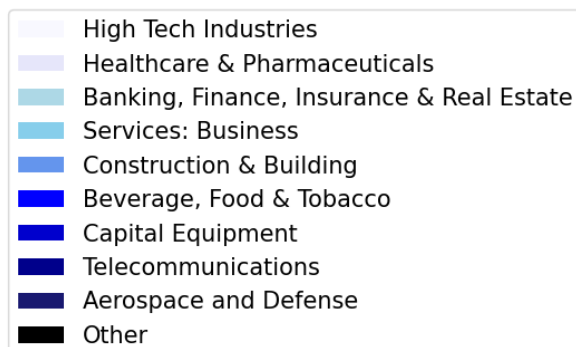 High Tech Industries
Healthcare & Pharmaceuticals
Banking, Finance, Insurance & Real Estate
Services: Business
Construction & Building
Beverage, Food & Tobacco
Capital Equipment
Telecommunications
Aerospace and Defense
Other